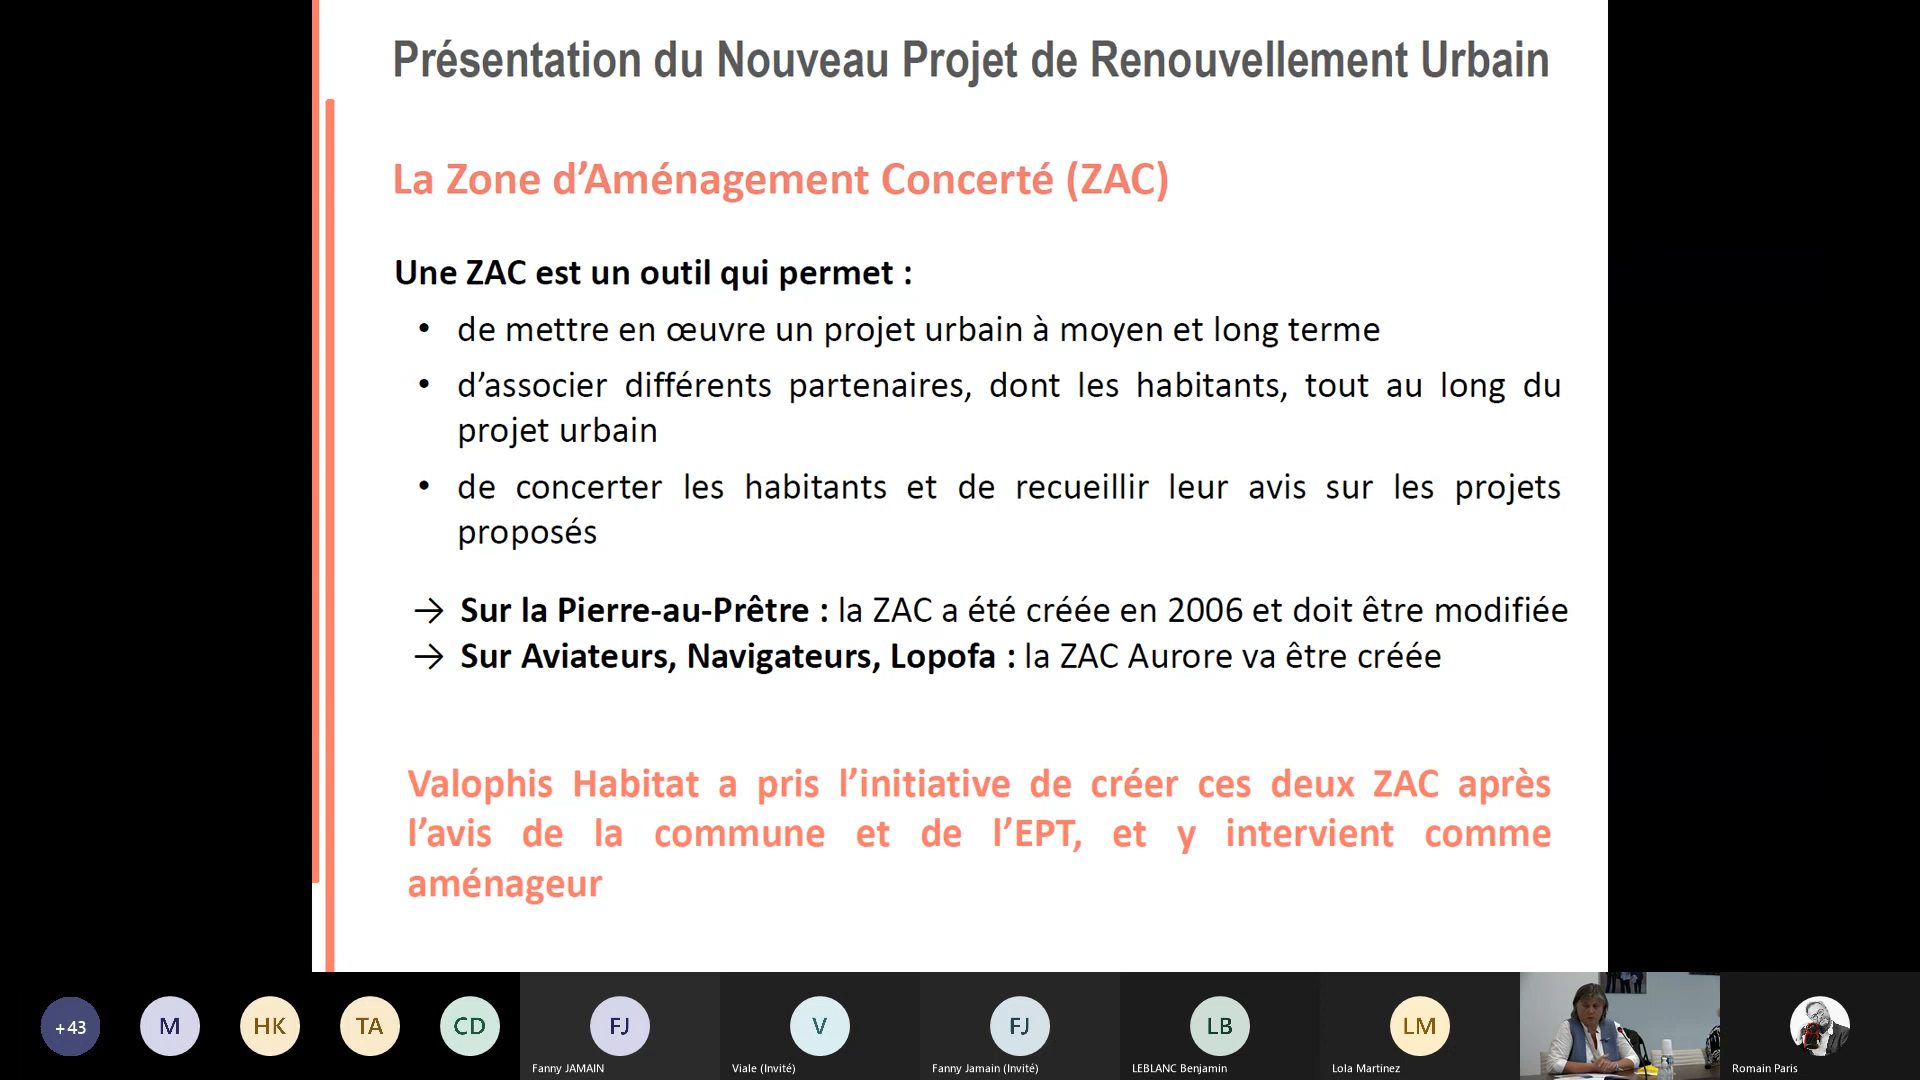 Présentation du Nouveau Projet de Renouvellement Urbain
La Zone d’Aménagement Concerté (ZAC)
Une ZAC est un outil qui permet :
• de mettre en œuvre un projet urbain à moyen et long terme
• d’associer différents partenaires, dont les habitants, tout au long du
projet urbain
• de concerter les habitants et de recueillir leur avis sur les projets
proposés
→ Sur la Pierre-au-Prêtre : la ZAC a été créée en 2006 et doit être modifiée
→ Sur Aviateurs, Navigateurs, Lopofa : la ZAC Aurore va être créée
Valophis Habitat a pris l’initiative de créer ces deux ZAC après
l’avis de la commune et de l’EPT, et y intervient comme
aménageur
+43 M HK TA CD FJ V FJ LB LM
Fanny JAMAIN Viale (Invité) Fanny Jamain (Invité) LEBLANC Benjamin Lola Martinez Romain Paris